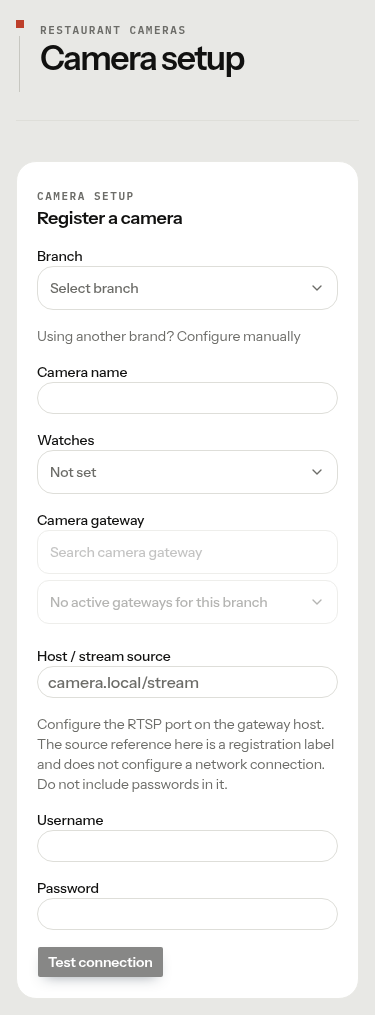 RESTAURANT CAMERAS
Camera setup
CAMERA SETUP
Register a camera
Branch
Select branch
Using another brand? Configure manually
Camera name
Watches
Not set
Camera gateway
Search camera gateway
No active gateways for this branch
Host / stream source
camera.local/stream
Configure the RTSP port on the gateway host.
The source reference here is a registration label
and does not configure a network connection.
Do not include passwords in it.
Username
Password
Test connection